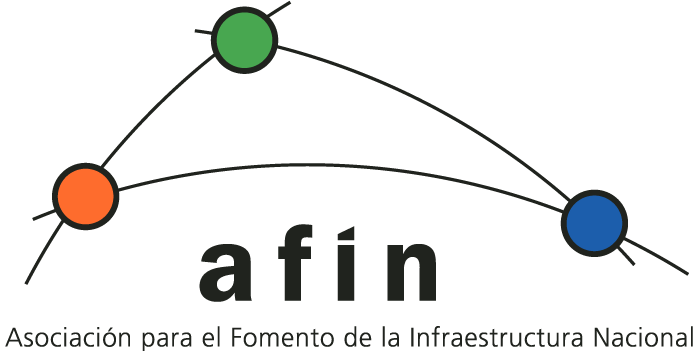 afín
Asociación para el Fomento de la Infraestructura Nacional